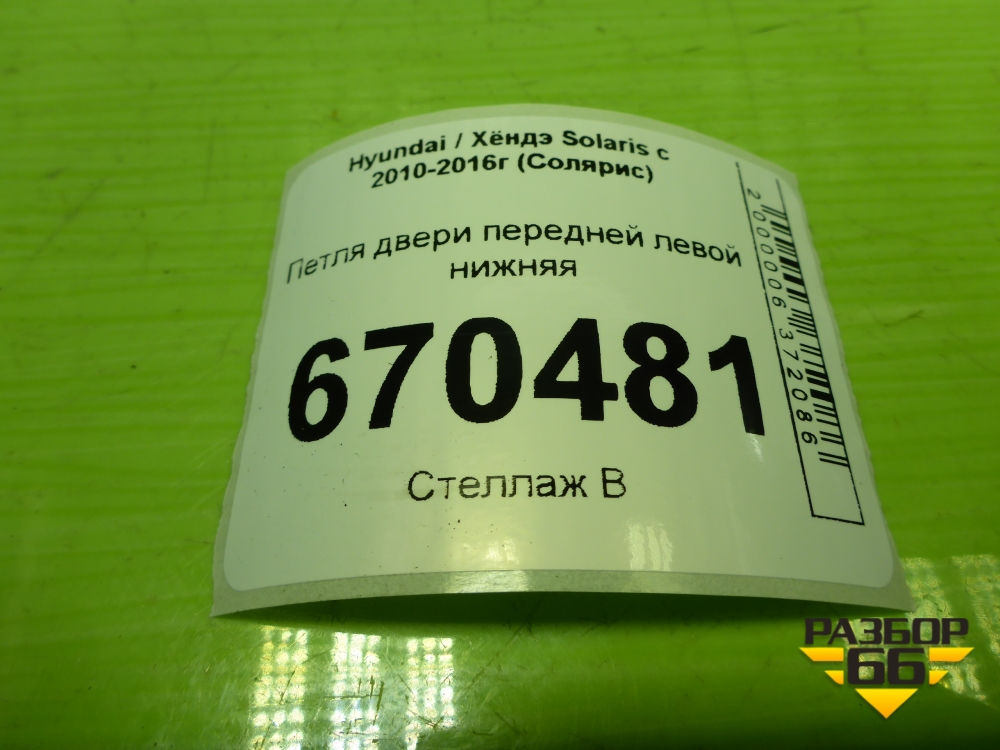 Hyundai / Хёндэ Solaris с
2010-2016г (Солярис)
Петля двери передней левой
нижняя
670481
Стеллаж В
2000006372086
РАЗБОР
66